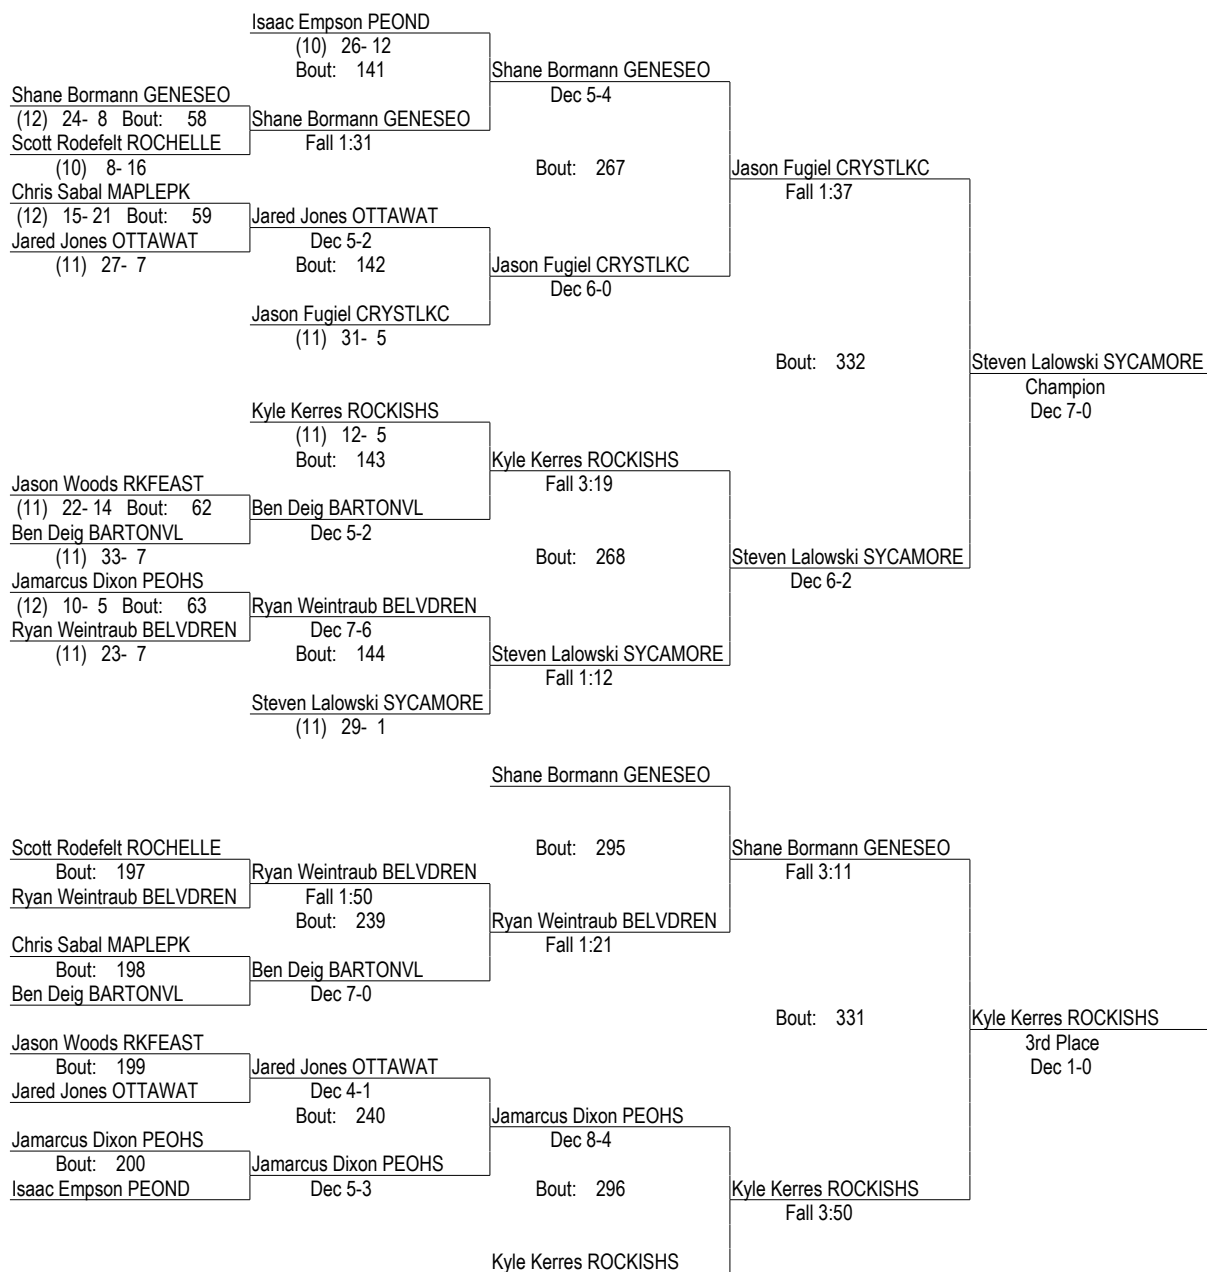 Isaac Empson PEOND
(10) 26- 12
Bout: 141
Shane Bormann GENESEO
Dec 5-4
Shane Bormann GENESEO
(12) 24- 8 Bout: 58
Shane Bormann GENESEO
Scott Rodefelt ROCHELLE
Fall 1:31
(10) 8- 16
Bout: 267
Jason Fugiel CRYSTLKC
Fall 1:37
Chris Sabal MAPLEPK
(12) 15- 21 Bout: 59
Jared Jones OTTAWAT
Jared Jones OTTAWAT
Dec 5-2
(11) 27- 7
Bout: 142
Jason Fugiel CRYSTLKC
Dec 6-0
Jason Fugiel CRYSTLKC
(11) 31- 5
Bout: 332
Steven Lalowski SYCAMORE
Champion
Dec 7-0
Kyle Kerres ROCKISHS
(11) 12- 5
Bout: 143
Kyle Kerres ROCKISHS
Fall 3:19
Jason Woods RKFEAST
(11) 22- 14 Bout: 62
Ben Deig BARTONVL
Ben Deig BARTONVL
Dec 5-2
(11) 33- 7
Bout: 268
Steven Lalowski SYCAMORE
Dec 6-2
Jamarcus Dixon PEOHS
(12) 10- 5 Bout: 63
Ryan Weintraub BELVDREN
Ryan Weintraub BELVDREN
Dec 7-6
(11) 23- 7
Bout: 144
Steven Lalowski SYCAMORE
Fall 1:12
Steven Lalowski SYCAMORE
(11) 29- 1
Shane Bormann GENESEO
Scott Rodefelt ROCHELLE
Bout: 295
Shane Bormann GENESEO
Bout: 197
Ryan Weintraub BELVDREN
Fall 3:11
Ryan Weintraub BELVDREN
Fall 1:50
Bout: 239
Ryan Weintraub BELVDREN
Fall 1:21
Chris Sabal MAPLEPK
Bout: 198
Ben Deig BARTONVL
Ben Deig BARTONVL
Dec 7-0
Bout: 331
Kyle Kerres ROCKISHS
3rd Place
Dec 1-0
Jason Woods RKFEAST
Bout: 199
Jared Jones OTTAWAT
Jared Jones OTTAWAT
Dec 4-1
Bout: 240
Jamarcus Dixon PEOHS
Dec 8-4
Jamarcus Dixon PEOHS
Bout: 200
Jamarcus Dixon PEOHS
Isaac Empson PEOND
Dec 5-3
Bout: 296
Kyle Kerres ROCKISHS
Fall 3:50
Kyle Kerres ROCKISHS